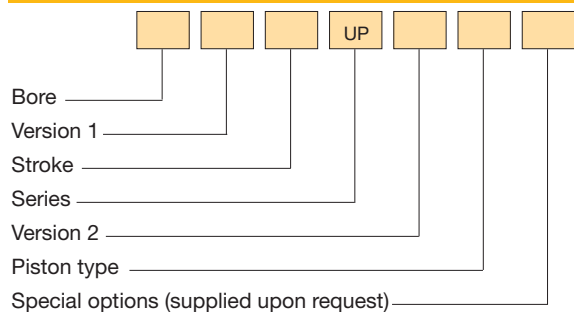 UP
Bore
Version 1
Stroke
Series
Version 2
Piston type
Special options (supplied upon request)